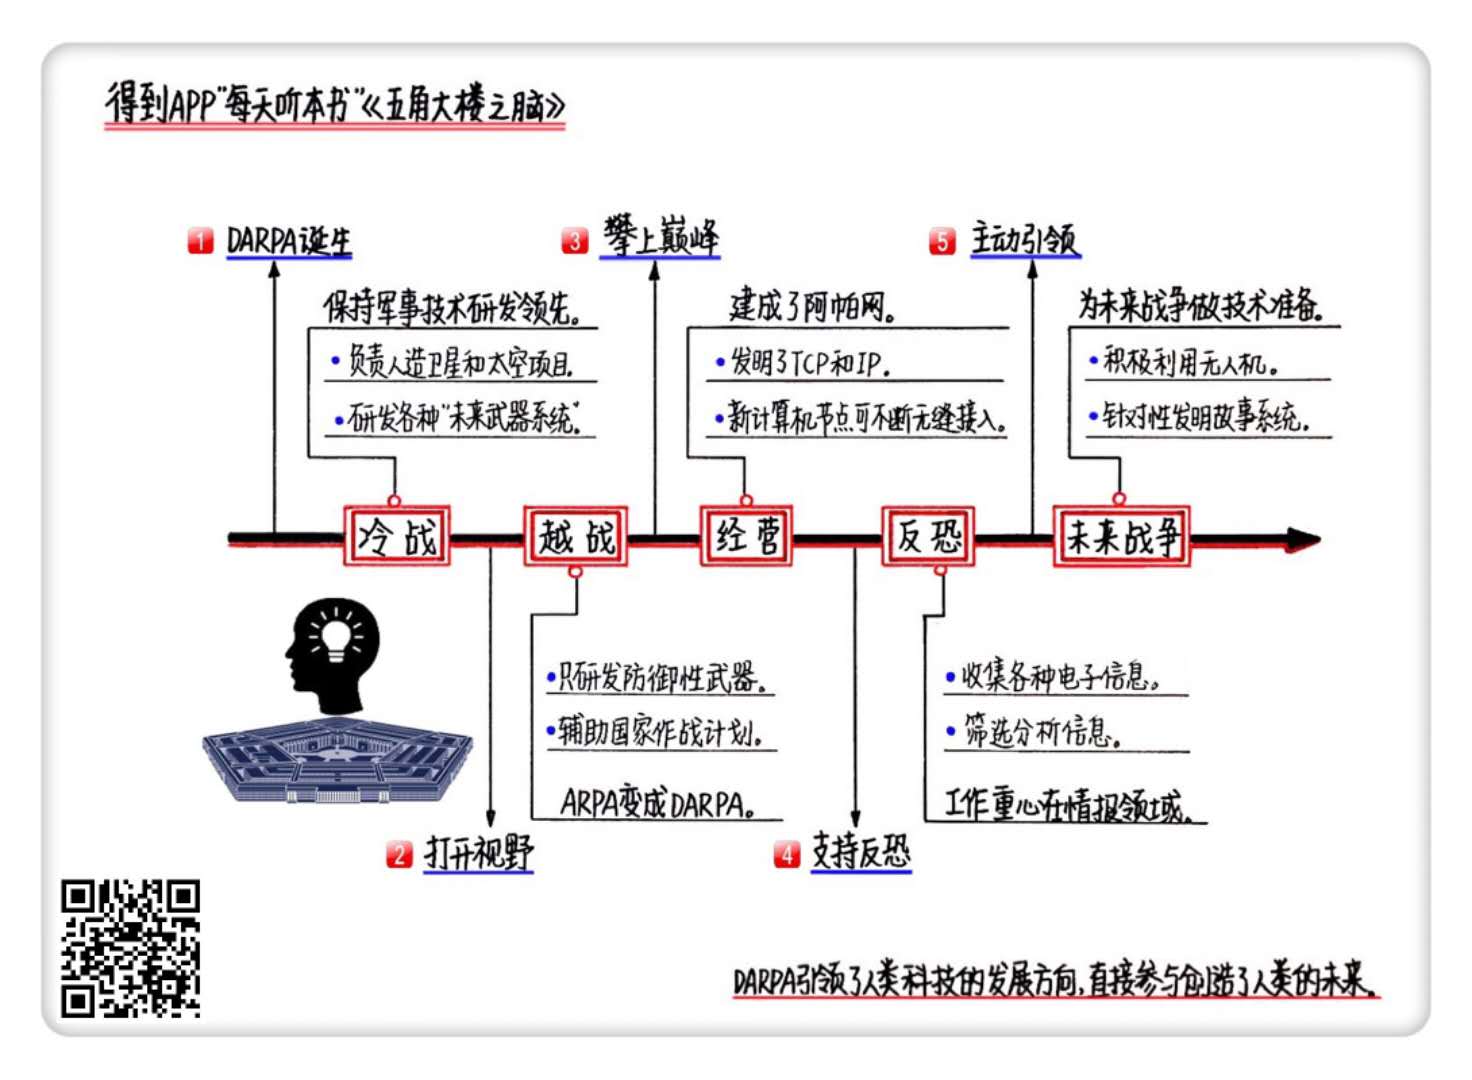 得到APP“每天听本书”《五角大楼之脑》
1 DARPA诞生
3 攀上巅峰
5 主动引领
保持军事技术研发领先。
• 负责人造卫星和太空项目.
• 研发各种“未来武器系统”.
建成了阿帕网。
• 发明了TCP和IP.
• 新计算机节点可不断无缝接入。
为未来战争做技术准备。
• 积极利用无人机。
• 针对性发明故事系统。
冷战
越战
经营
反恐
未来战争
• 只研发防御性武器。
• 辅助国家作战计划。
ARPA变成DARPA。
• 收集各种电子信息。
• 筛选分析信息。
工作重心在情报领域.
2 打开视野
4 支持反恐
DARPA引领了人类科技的发展方向,直接参与创造了人类的未来。